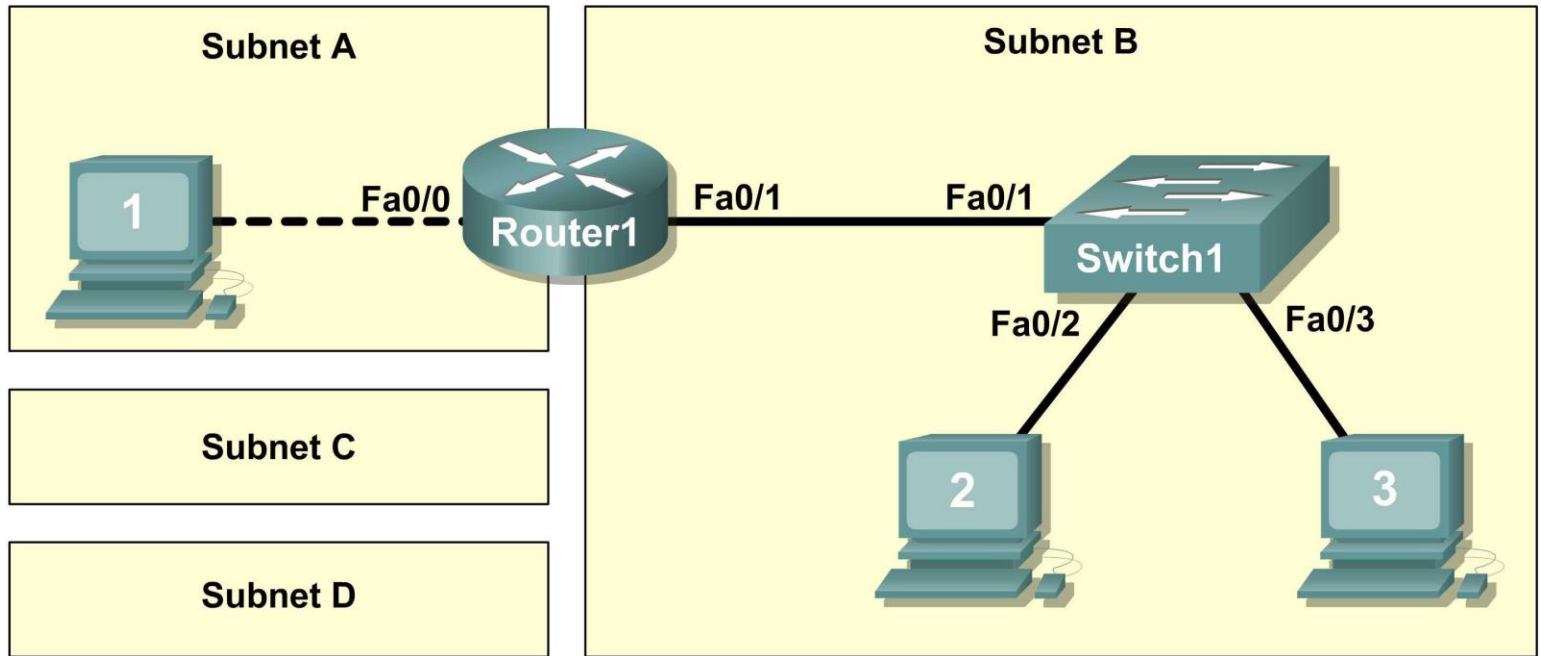 Subnet A
Subnet B
1
Fa0/0
Router1
Fa0/1
Fa0/1
Switch1
Fa0/2
Fa0/3
2
3
Subnet C
Subnet D